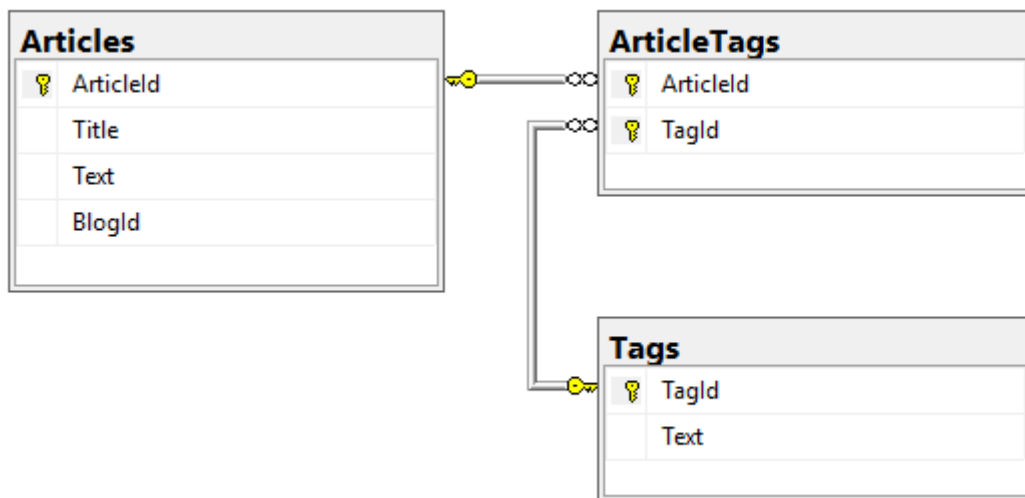 Articles
ArticleId
Title
Text
BlogId
ArticleTags
ArticleId
TagId
Tags
TagId
Text